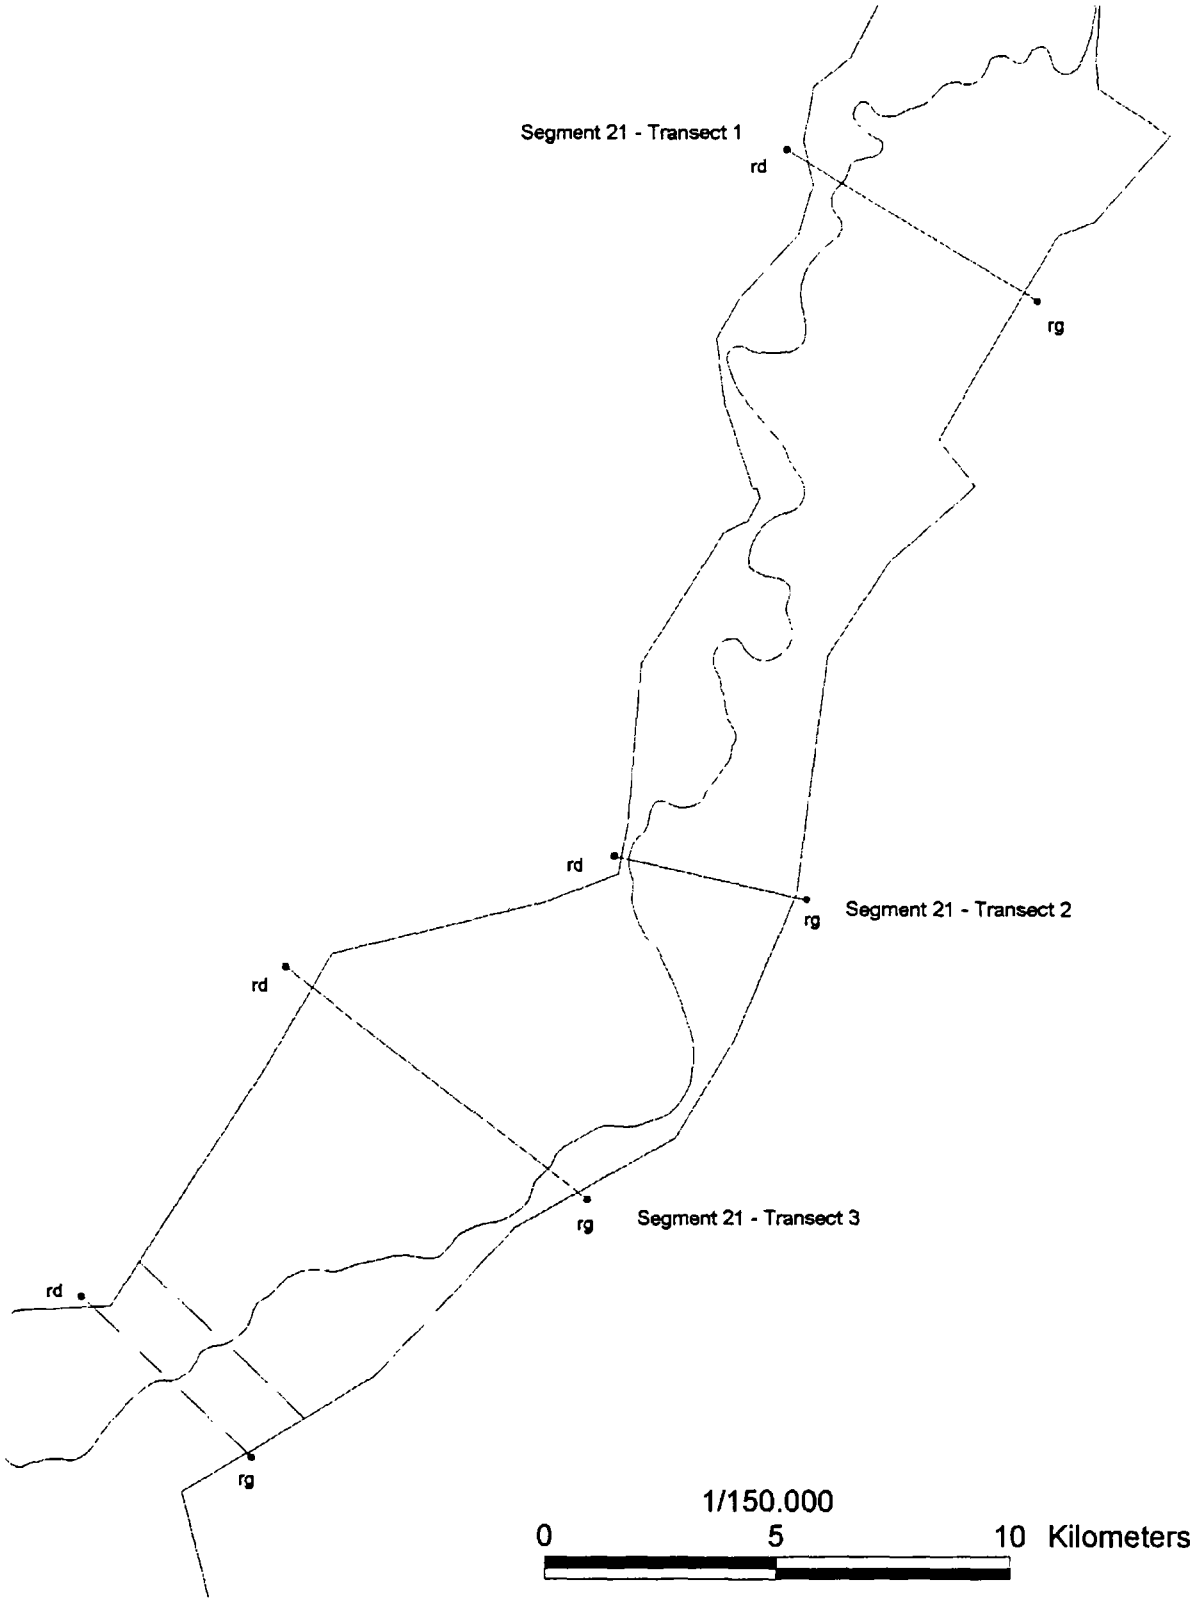 Segment 21 - Transect 1
rd
rg
rd
rg
Segment 21 - Transect 2
rd
rg
Segment 21 - Transect 3
rd
rg
1/150.000
0 5 10 Kilometers